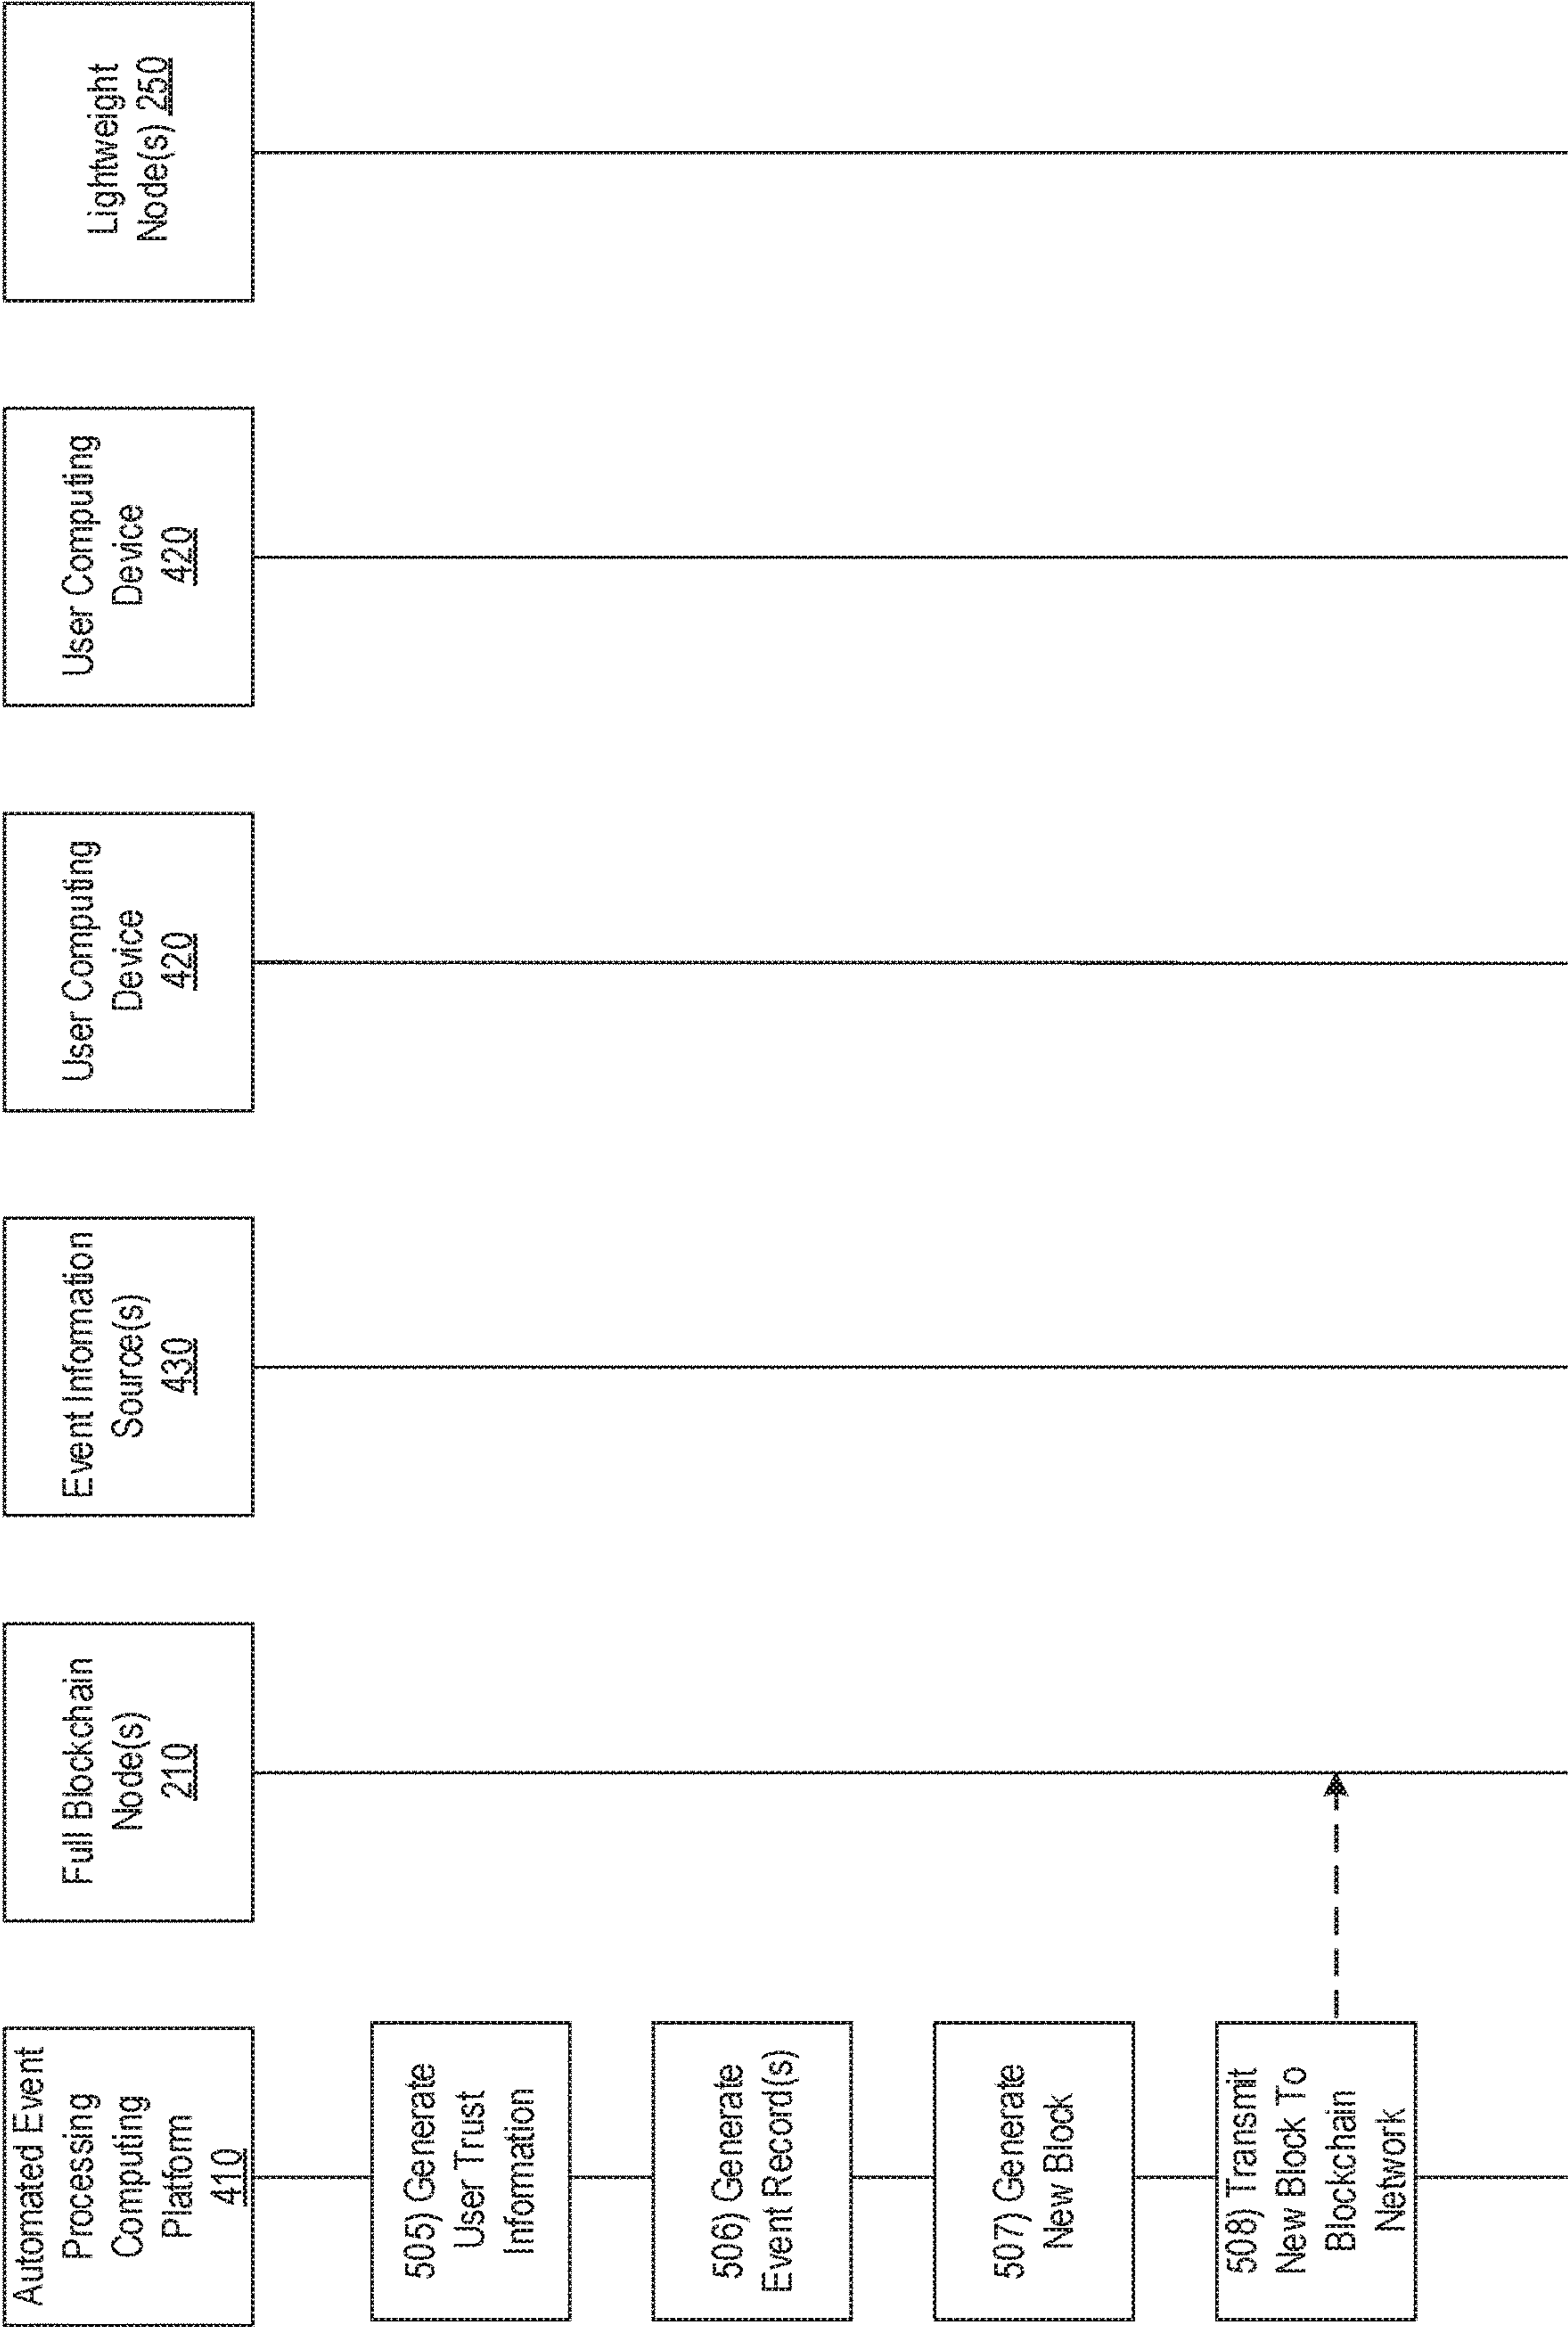 Automated Event
Processing
Computing
Platform
410
Full Blockchain
Node(s)
210
Event Information
Source(s)
430
User Computing
Device
420
User Computing
Device
420
Lightweight
Node(s) 250
505) Generate
User Trust
Information
506) Generate
Event Record(s)
507) Generate
New Block
508) Transmit
New Block To
Blockchain
Network